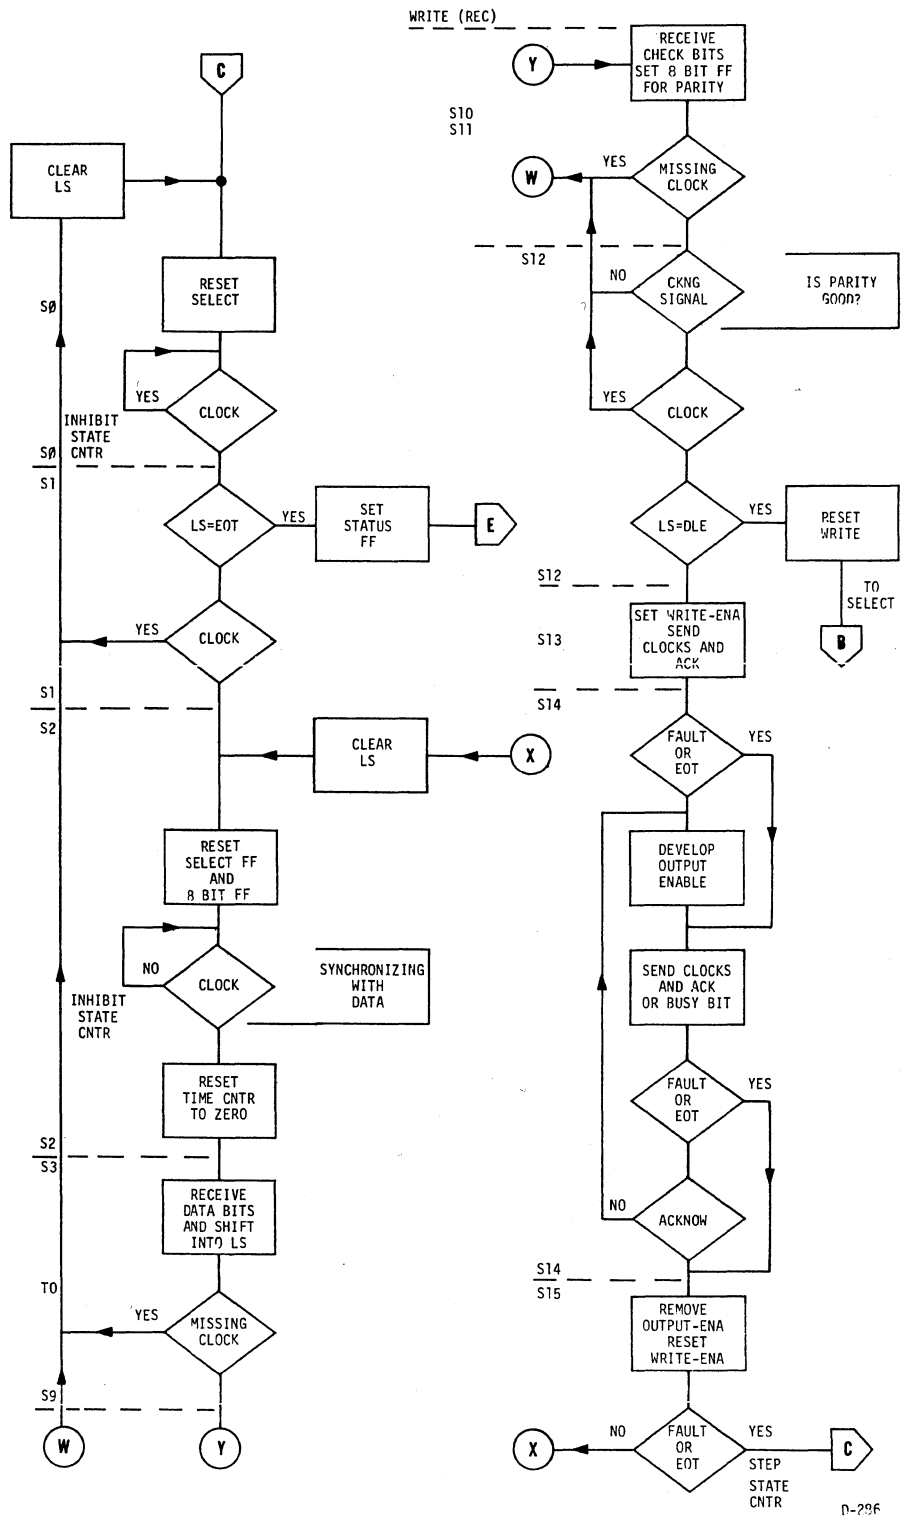 WRITE (REC)
C
CLEAR
LS
RESET
SELECT
SØ
YES
CLOCK
INHIBIT
STATE
CNTR
SØ
S1
LS=EOT
YES
SET
STATUS
FF
E
YES
CLOCK
S1
S2
CLEAR
LS
X
RESET
SELECT FF
AND
8 BIT FF
NO
CLOCK
SYNCHRONIZING
WITH
DATA
INHIBIT
STATE
CNTR
RESET
TIME CNTR
TO ZERO
S2
S3
RECEIVE
DATA BITS
AND SHIFT
INTO LS
TO
YES
MISSING
CLOCK
S9
W
Y
Y
RECEIVE
CHECK BITS
SET 8 BIT FF
FOR PARITY
S10
S11
W
YES
MISSING
CLOCK
S12
NO
CKNG
SIGNAL
IS PARITY
GOOD?
YES
CLOCK
LS=DLE
YES
RESET
WRITE
TO
SELECT
B
S12
S13
SET WRITE-ENA
SEND
CLOCKS AND
ACK
S14
FAULT
OR
EOT
YES
DEVELOP
OUTPUT
ENABLE
SEND CLOCKS
AND ACK
OR BUSY BIT
FAULT
OR
EOT
YES
NO
ACKNOW
S14
S15
REMOVE
OUTPUT-ENA
RESET
WRITE-ENA
X
NO
FAULT
OR
EOT
YES
STEP
STATE
CNTR
C
D-286